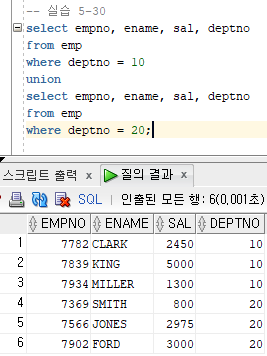 -- 실습 5-30
select empno, ename, sal, deptno
from emp
where deptno = 10
union
select empno, ename, sal, deptno
from emp
where deptno = 20;
스크립트 출력 x 질의 결과 x
SQL | 인출된 모든 행: 6(0,001초)
EMPNO ENAME SAL DEPTNO
1 7782 CLARK 2450 10
2 7839 KING 5000 10
3 7934 MILLER 1300 10
4 7369 SMITH 800 20
5 7566 JONES 2975 20
6 7902 FORD 3000 20